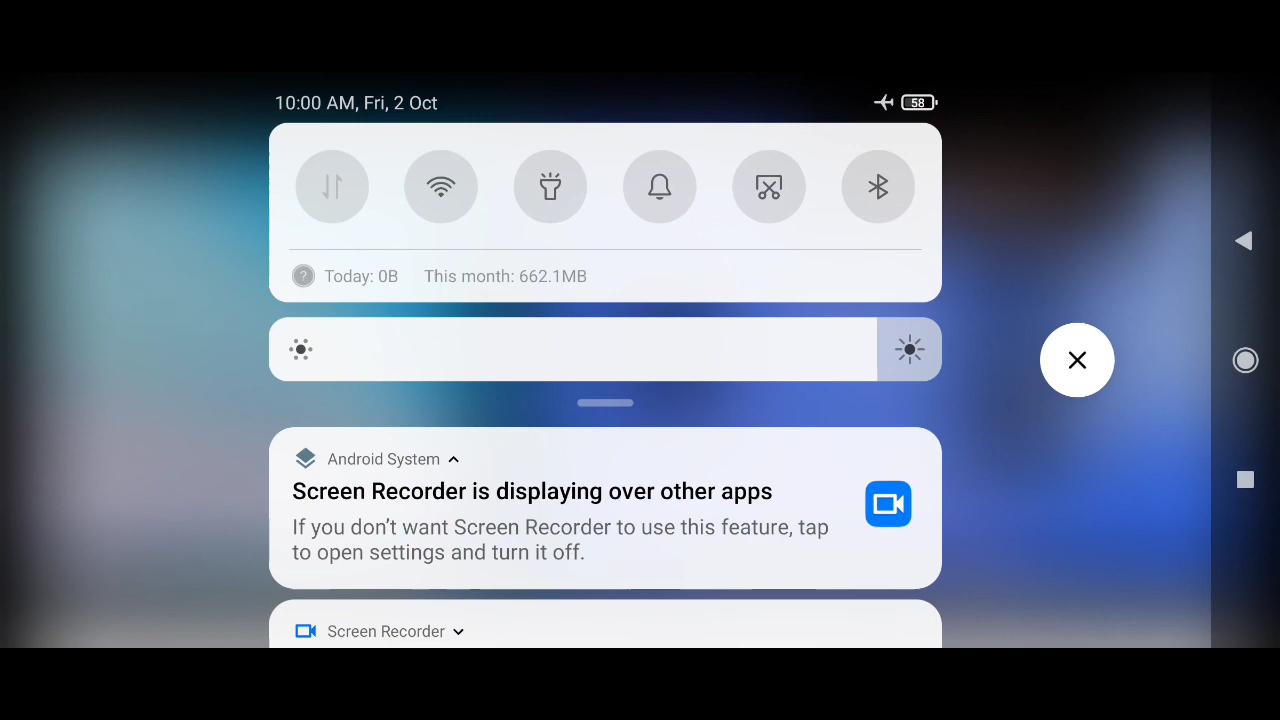 10:00 AM, Fri, 2 Oct
58
Today: 0B This month: 662.1MB
Android System
Screen Recorder is displaying over other apps
If you don’t want Screen Recorder to use this feature, tap
to open settings and turn it off.
Screen Recorder